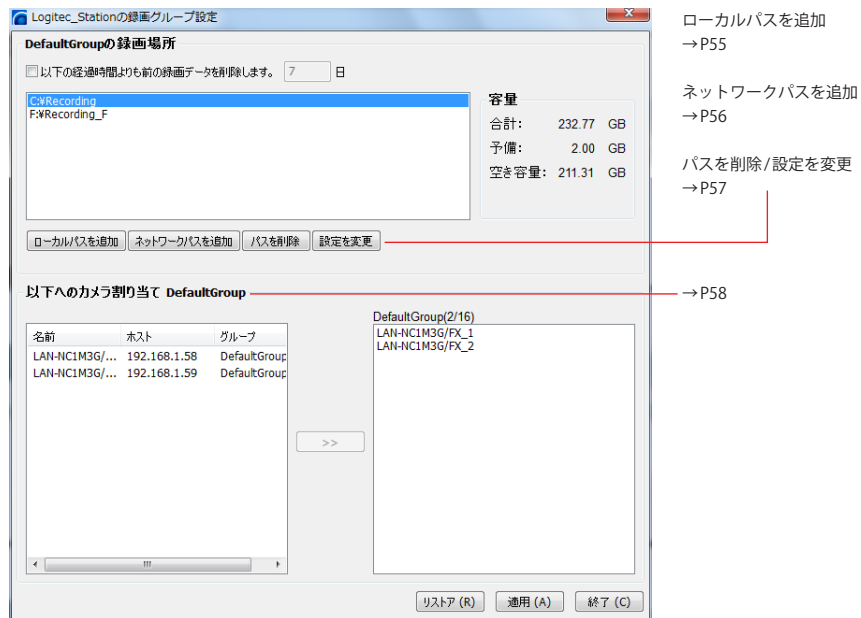 Logitec_Stationの録画グループ設定
DefaultGroupの録画場所
以下の経過時間よりも前の録画データを削除します。 7 日
C:¥Recording
F:¥Recording_F
容量
合計: 232.77 GB
予備: 2.00 GB
空き容量: 211.31 GB
ローカルパスを追加 ネットワークパスを追加 パスを削除 設定を変更
ローカルパスを追加
→P55
ネットワークパスを追加
→P56
パスを削除/設定を変更
→P57
以下へのカメラ割り当て DefaultGroup
→P58
名前 ホスト グループ
LAN-NC1M3G/... 192.168.1.58 DefaultGroup
LAN-NC1M3G/... 192.168.1.59 DefaultGroup
>>
DefaultGroup(2/16)
LAN-NC1M3G/FX_1
LAN-NC1M3G/FX_2
リストア (R) 適用 (A) 終了 (C)